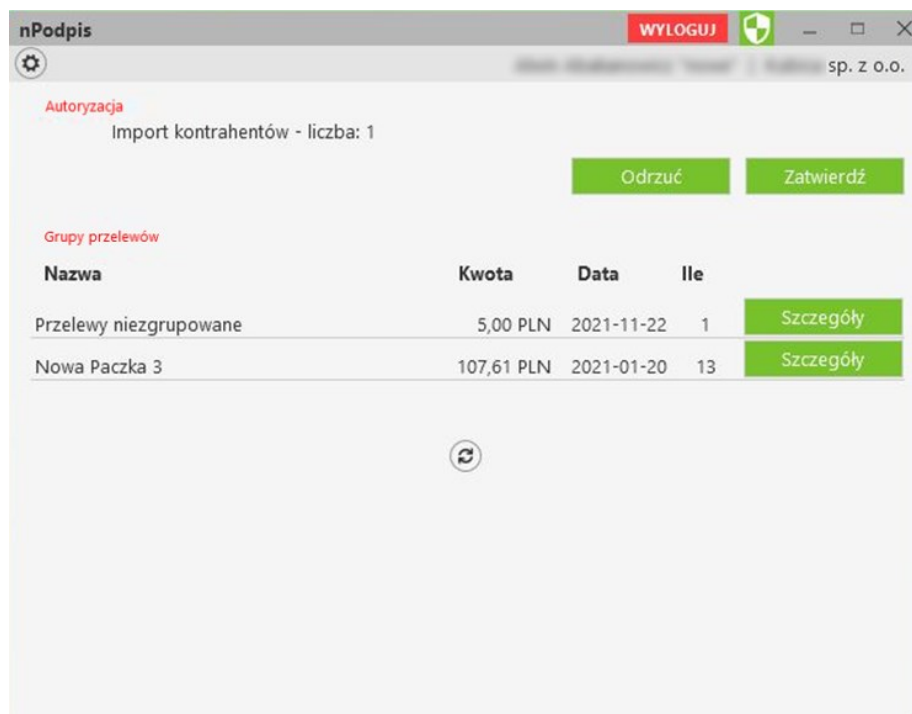 nPodpis WYLOGUJ
sp. z o.o.
Autoryzacja
Import kontrahentów - liczba: 1
Odrzuć Zatwierdź
Grupy przelewów
Nazwa Kwota Data Ile
Przelewy niezgrupowane 5,00 PLN 2021-11-22 1 Szczegóły
Nowa Paczka 3 107,61 PLN 2021-01-20 13 Szczegóły